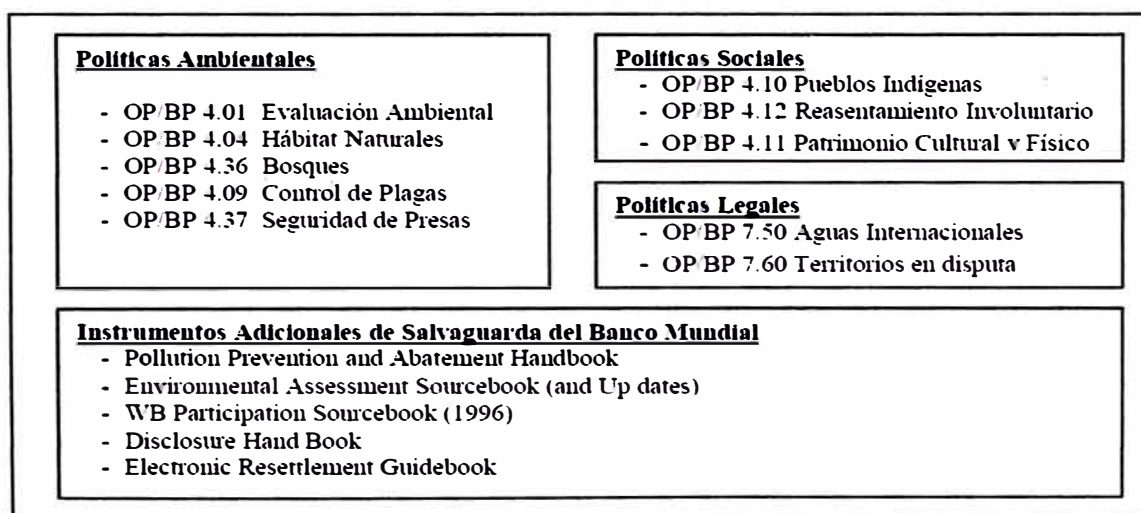 Políticas Ambientales
- OP/BP 4.01 Evaluación Ambiental
- OP/BP 4.04 Hábitat Naturales
- OP/BP 4.36 Bosques
- OP/BP 4.09 Control de Plagas
- OP/BP 4.37 Seguridad de Presas
Políticas Sociales
- OP/BP 4.10 Pueblos Indígenas
- OP/BP 4.12 Reasentamiento Involuntario
- OP/BP 4.11 Patrimonio Cultural y Físico
Políticas Legales
- OP/BP 7.50 Aguas Internacionales
- OP/BP 7.60 Territorios en disputa
Instrumentos Adicionales de Salvaguarda del Banco Mundial
- Pollution Prevention and Abatement Handbook
- Environmental Assessment Sourcebook (and Up dates)
- WB Participation Sourcebook (1996)
- Disclosure Hand Book
- Electronic Resettlement Guidebook